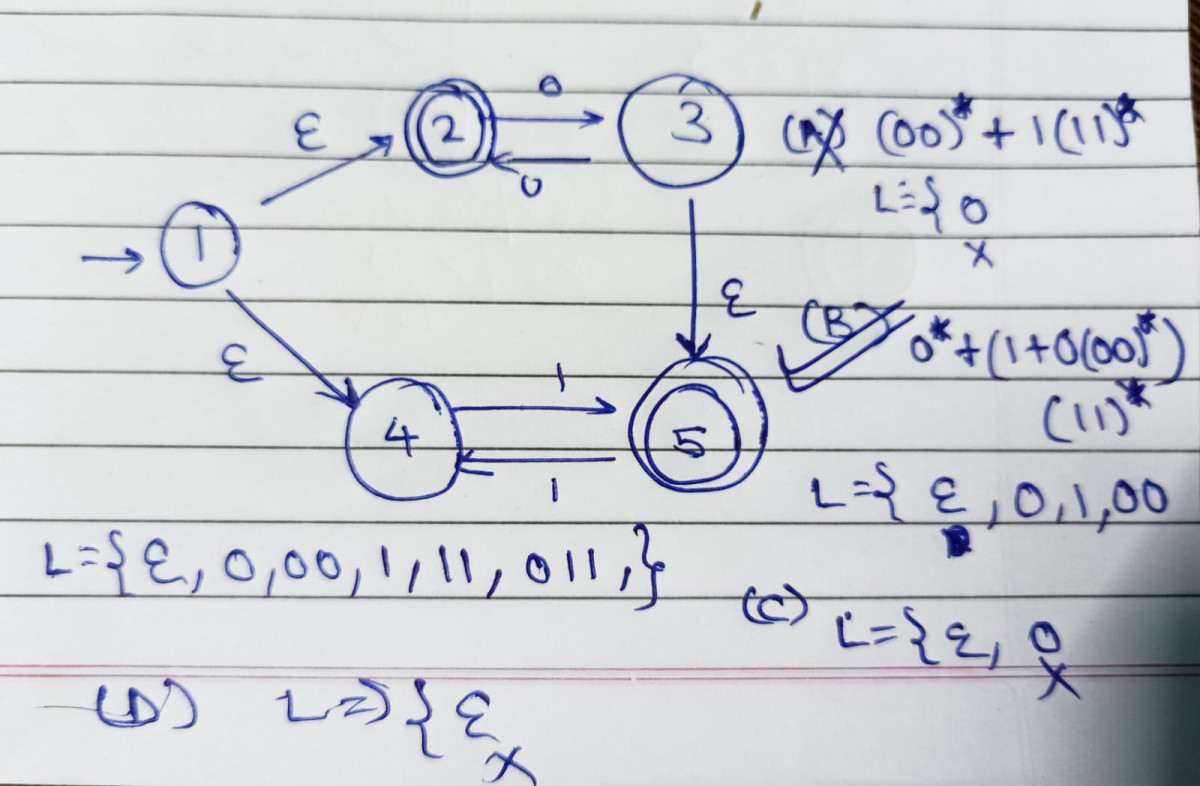 0
ε 2 3 (A) (00)* + 1(11)*
0
L = { 0
x
1
ε (B)
0* + (1+0(00)*)
(11)*
ε
1
4 5
1
L={ ε, 0, 1, 00
L={ε, 0, 00, 1, 11, 011, }
(C) L={ε, 0
x
(D) L=>{ε
x